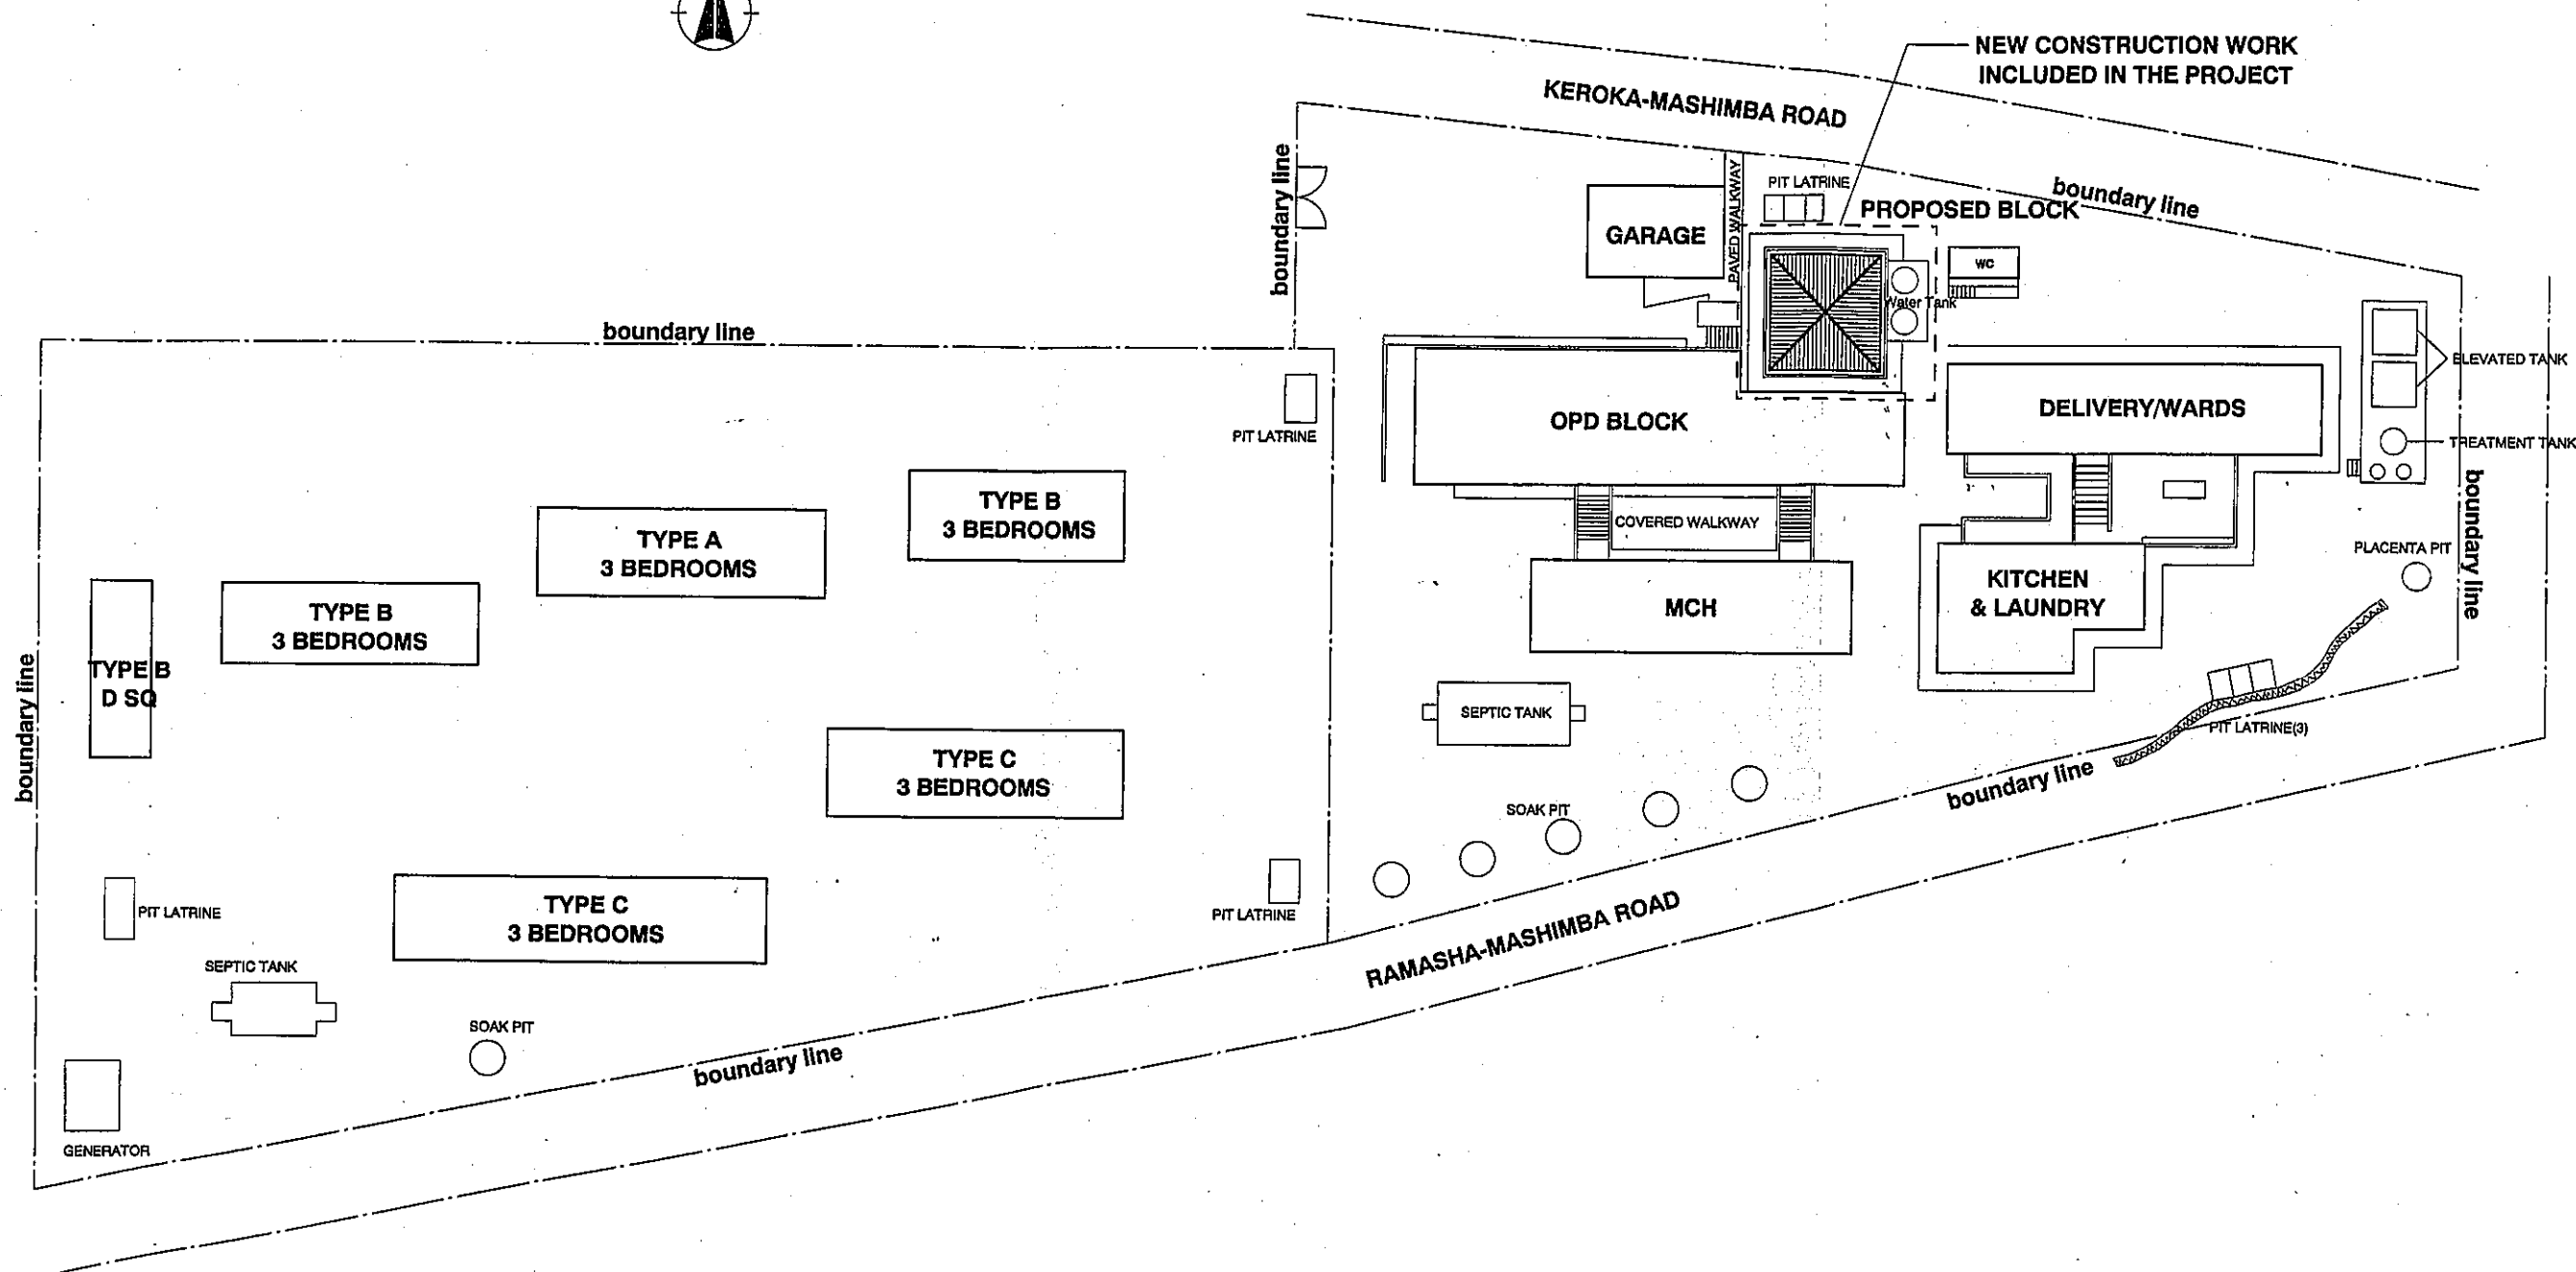 NEW CONSTRUCTION WORK
INCLUDED IN THE PROJECT
KEROKA-MASHIMBA ROAD
boundary line
PAVED WALKWAY
PIT LATRINE
boundary line
PROPOSED BLOCK
GARAGE
WC
Water Tank
boundary line
ELEVATED TANK
OPD BLOCK
DELIVERY/WARDS
PIT LATRINE
TREATMENT TANK
TYPE B
3 BEDROOMS
TYPE A
3 BEDROOMS
COVERED WALKWAY
boundary line
PLACENTA PIT
TYPE B
3 BEDROOMS
MCH
KITCHEN
& LAUNDRY
TYPE B
D SQ
boundary line
SEPTIC TANK
PIT LATRINE(3)
TYPE C
3 BEDROOMS
boundary line
SOAK PIT
PIT LATRINE
TYPE C
3 BEDROOMS
PIT LATRINE
RAMASHA-MASHIMBA ROAD
SEPTIC TANK
SOAK PIT
boundary line
GENERATOR